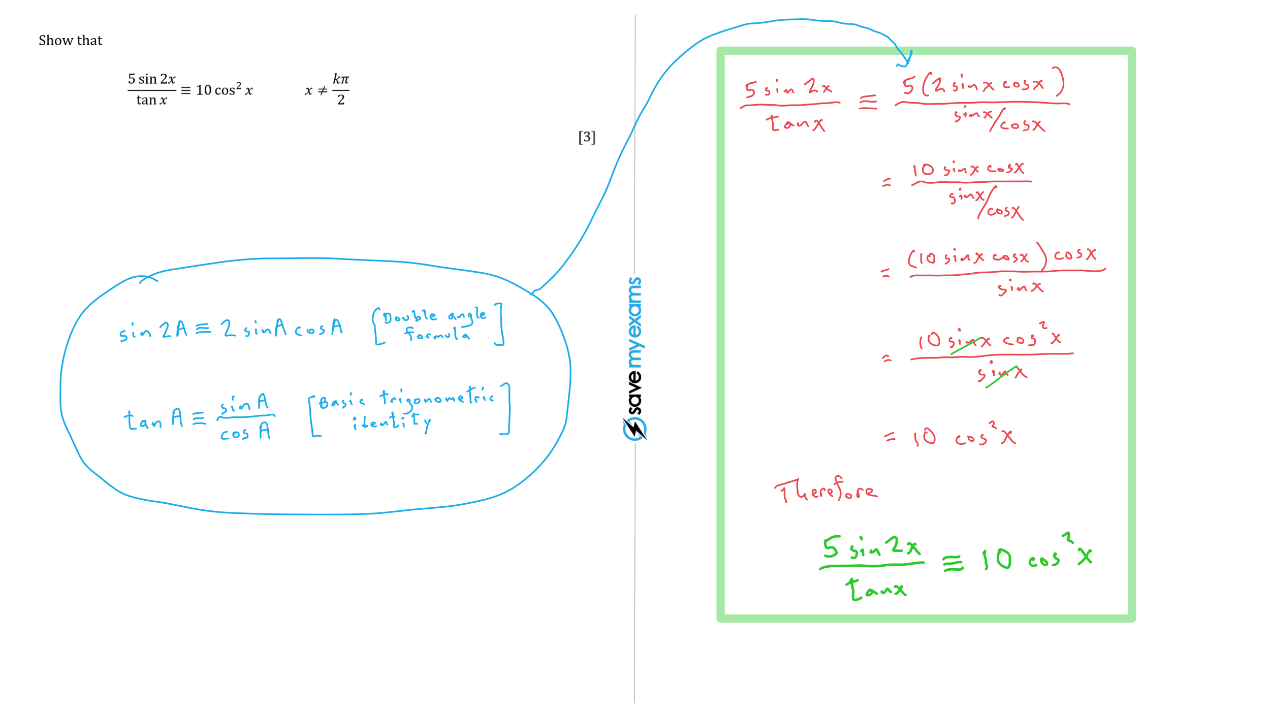 Show that
5 sin 2x / tan x ≡ 10 cos² x    x ≠ kπ/2
[3]
sin 2A ≡ 2 sinA cosA [Double angle formula]
tan A ≡ sin A / cos A [Basic trigonometric identity]
save my exams
5 sin 2x / tanx ≡ 5(2 sinx cosx) / (sinx/cosx)
= 10 sinx cosx / (sinx/cosx)
= (10 sinx cosx) cosx / sinx
= 10 sinx cos²x / sinx
= 10 cos²x
Therefore
5 sin 2x / tanx ≡ 10 cos²x